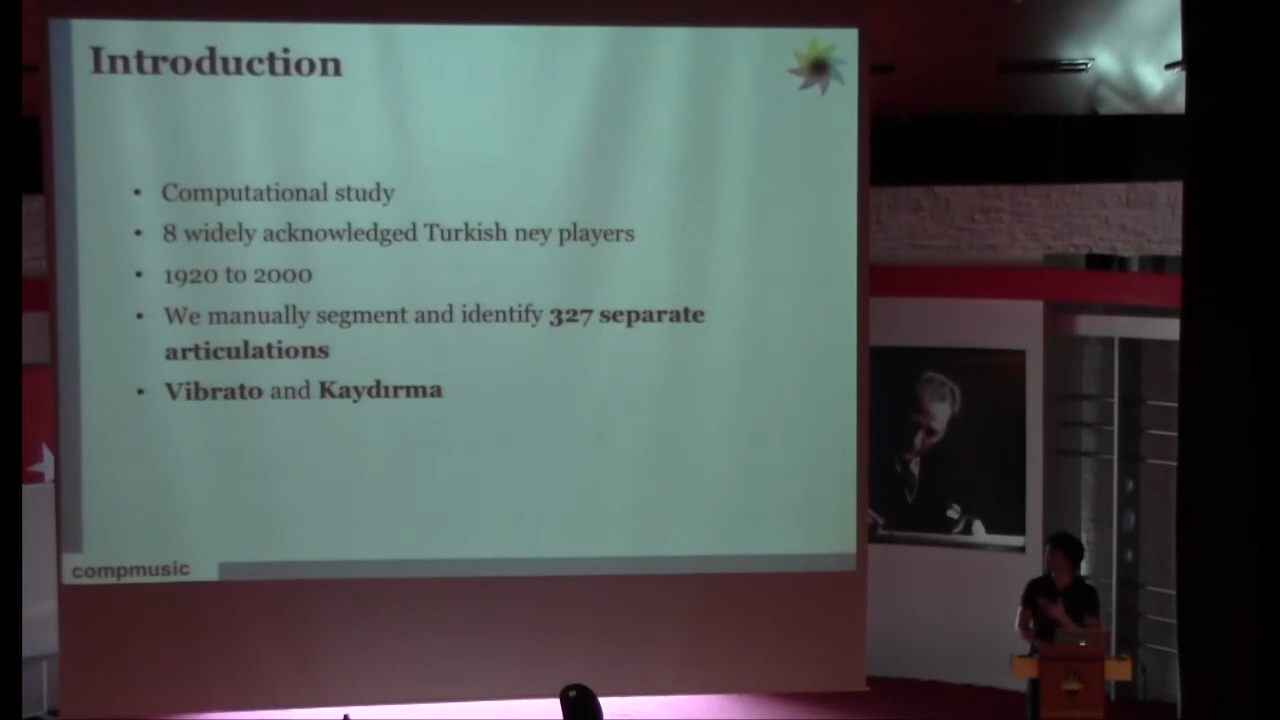 Introduction
• Computational study
• 8 widely acknowledged Turkish ney players
• 1920 to 2000
• We manually segment and identify 327 separate
articulations
• Vibrato and Kaydırma
compmusic